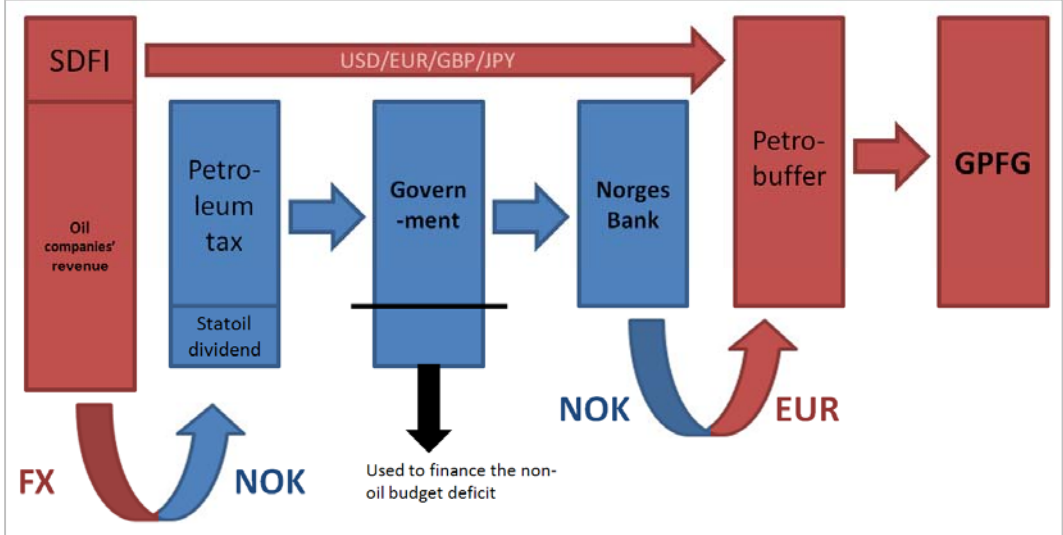 SDFI
USD/EUR/GBP/JPY
Oil
companies'
revenue
Petro-
leum
tax
Statoil
dividend
Govern
-ment
Norges
Bank
Petro-
buffer
GPFG
FX
NOK
NOK
EUR
Used to finance the non-
oil budget deficit